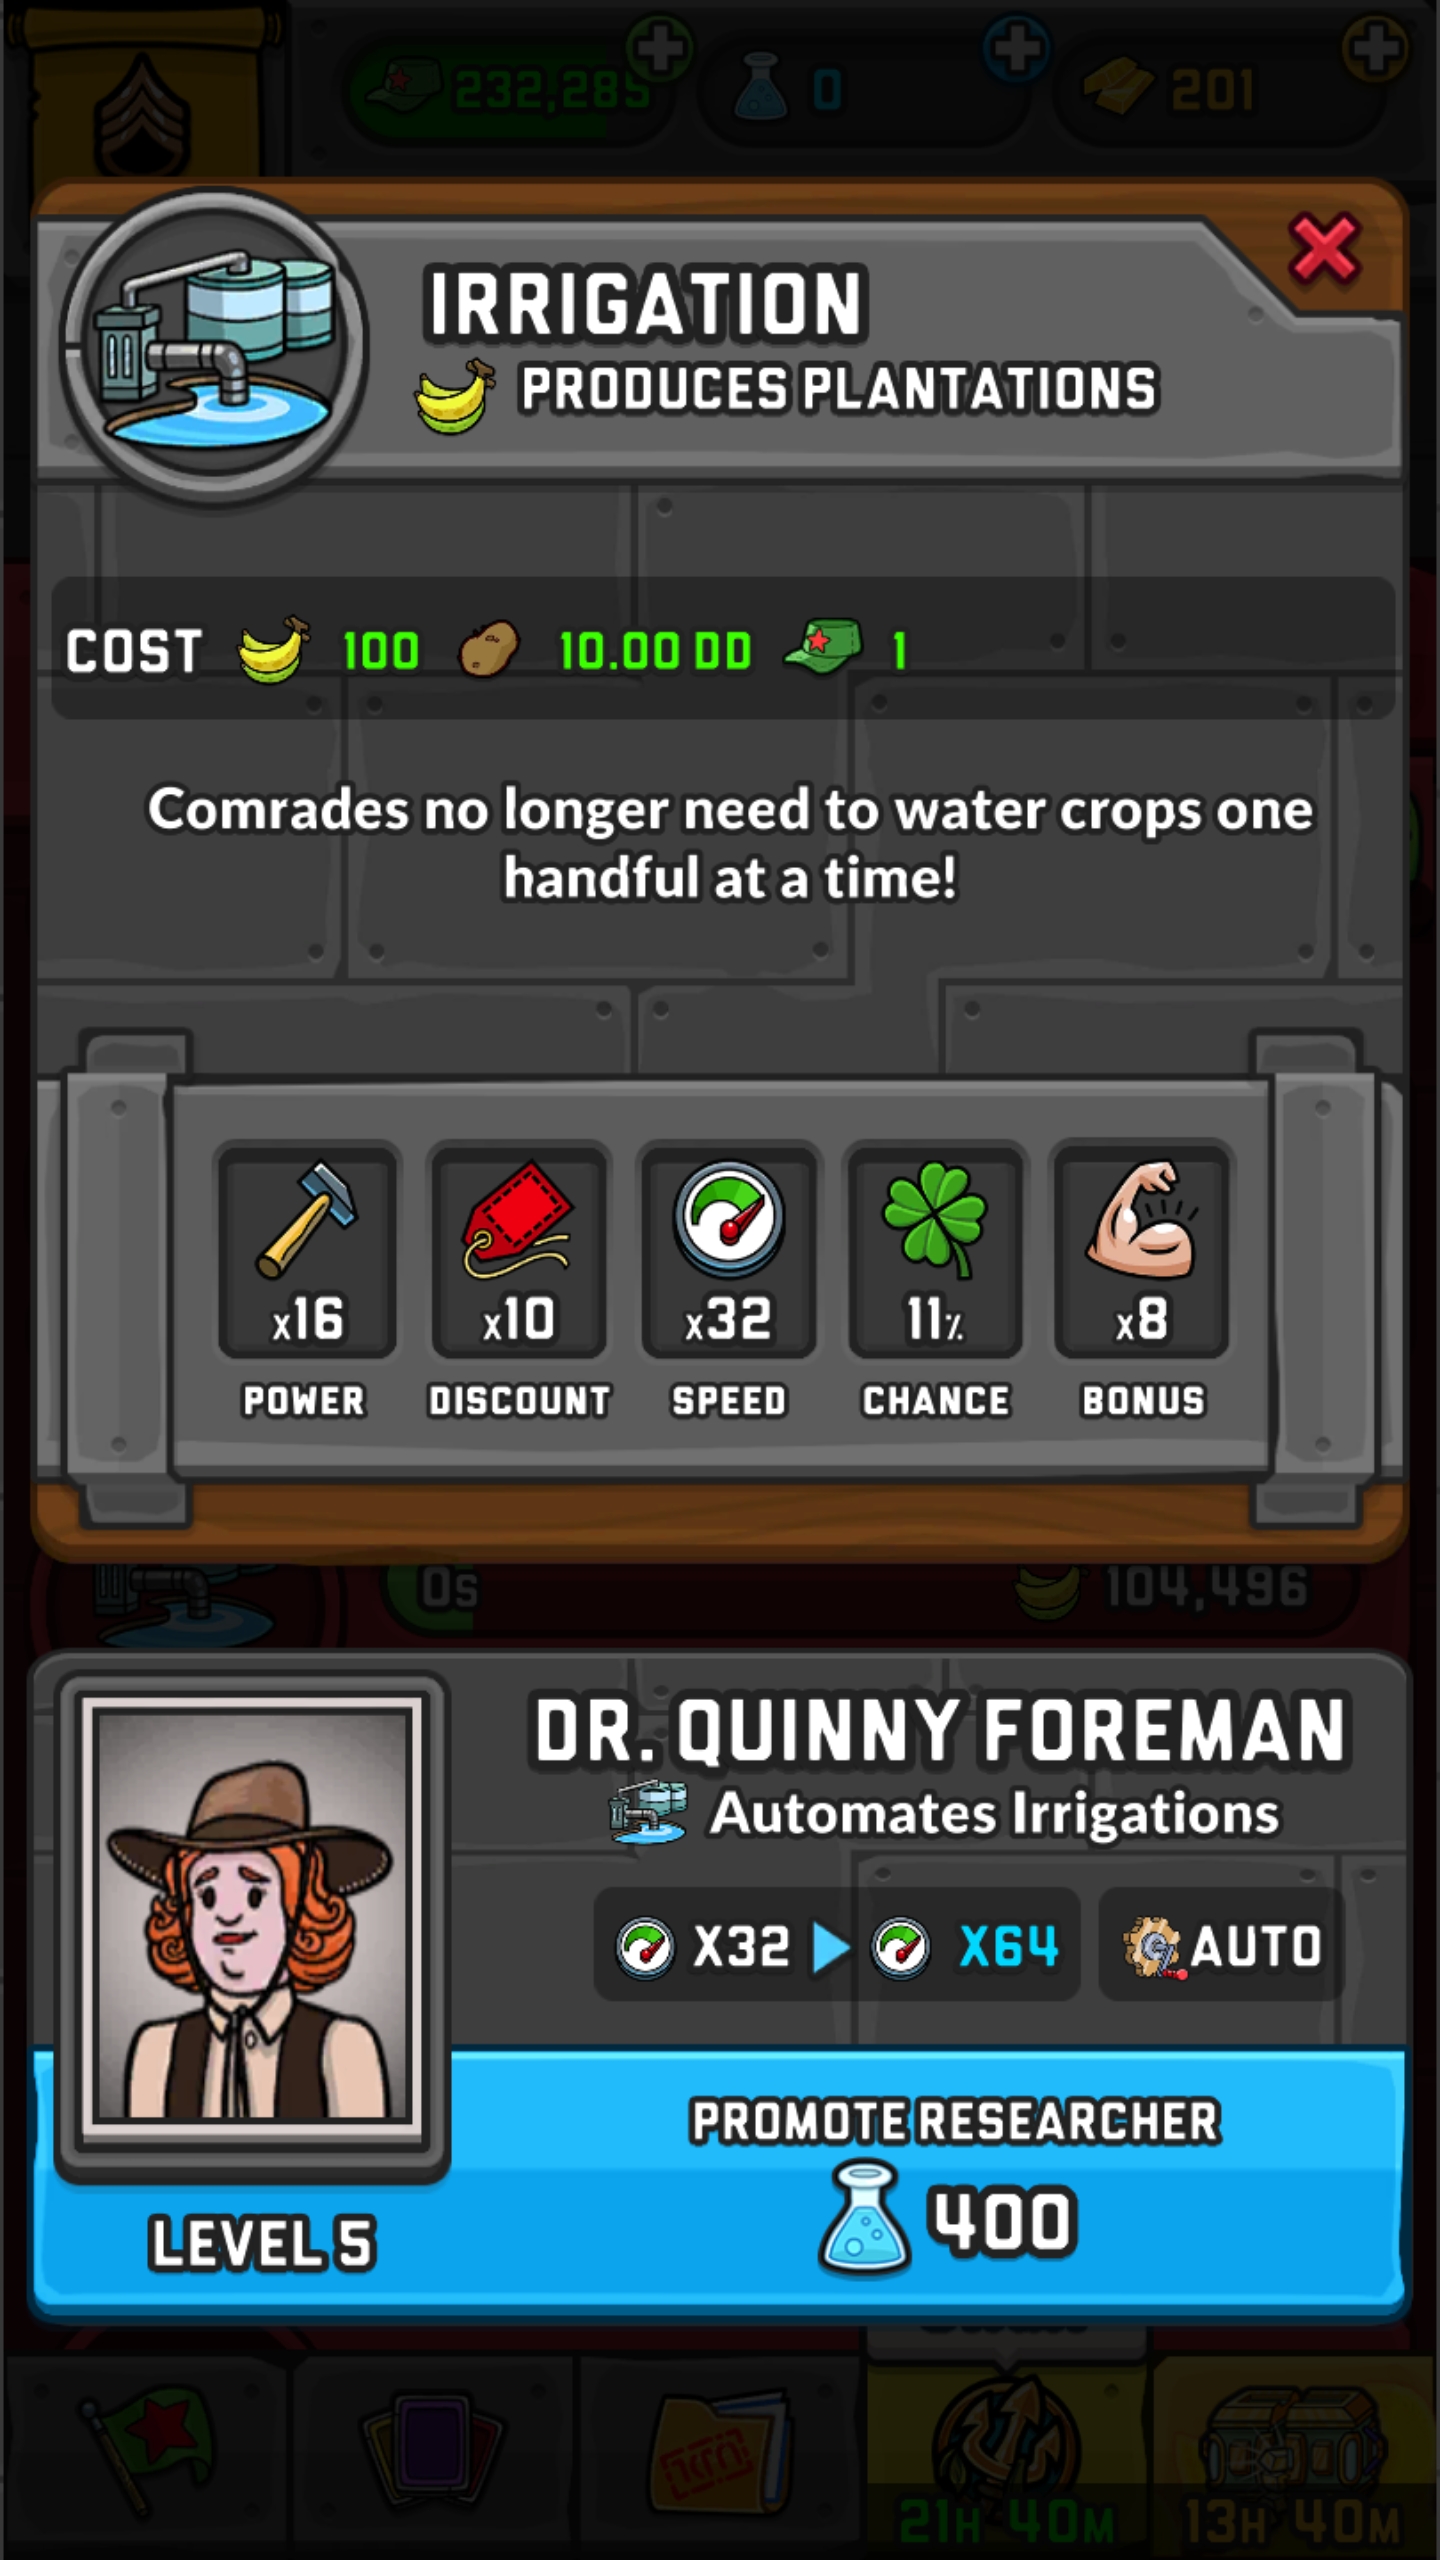 232,285
0
201
IRRIGATION
PRODUCES PLANTATIONS
COST 100 10.00 DD 1
Comrades no longer need to water crops one
handful at a time!
x16 x10 x32 11% x8
POWER DISCOUNT SPEED CHANCE BONUS
0s 104,496
DR. QUINNY FOREMAN
Automates Irrigations
X32 X64 AUTO
PROMOTE RESEARCHER
400
LEVEL 5
21H 40M 13H 40M